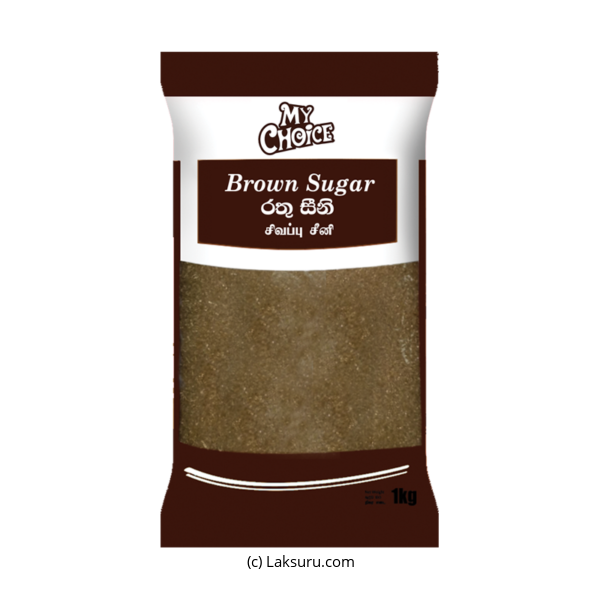 MY
CHOICE
Brown Sugar
රතු සීනි
சிவப்பு சீனி
1kg
(c) Laksuru.com